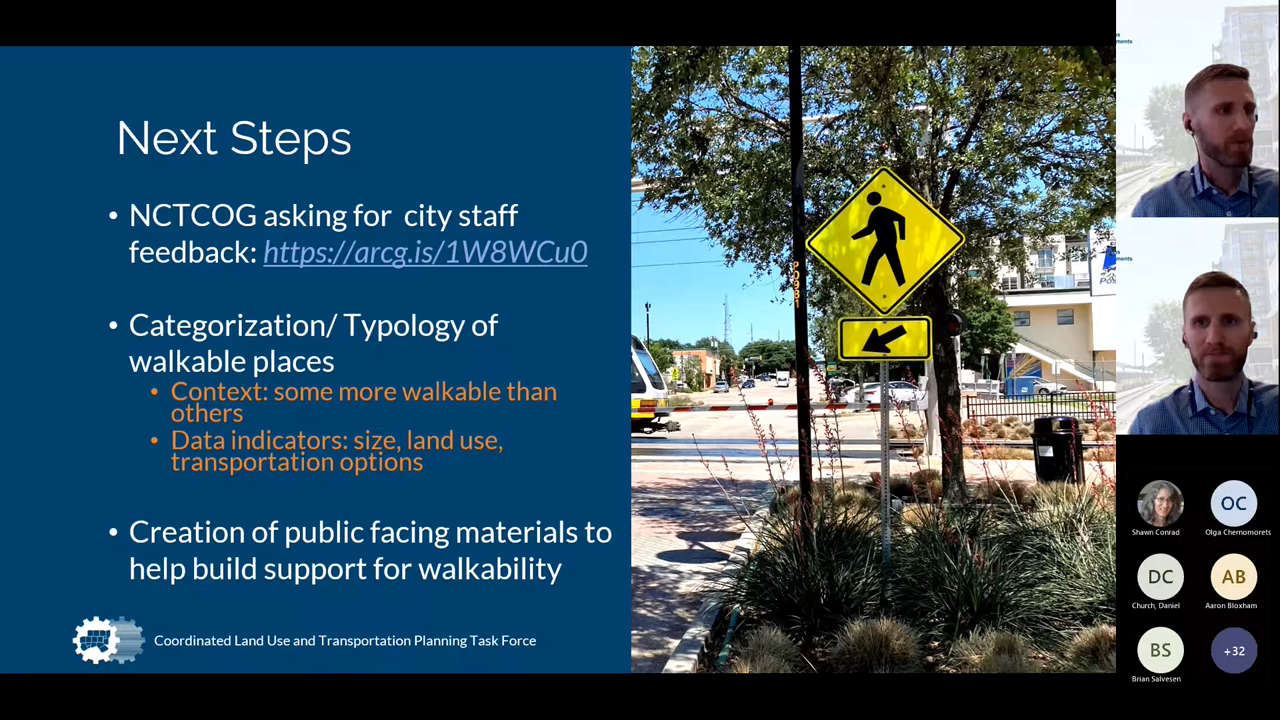 Next Steps
• NCTCOG asking for city staff
feedback: https://arcg.is/1W8WCu0
• Categorization/ Typology of
walkable places
• Context: some more walkable than
others
• Data indicators: size, land use,
transportation options
• Creation of public facing materials to
help build support for walkability
Coordinated Land Use and Transportation Planning Task Force
OC
Shawn Conrad
Olga Chernomorets
DC
AB
Church, Daniel
Aaron Bloxham
BS
+32
Brian Salvesen